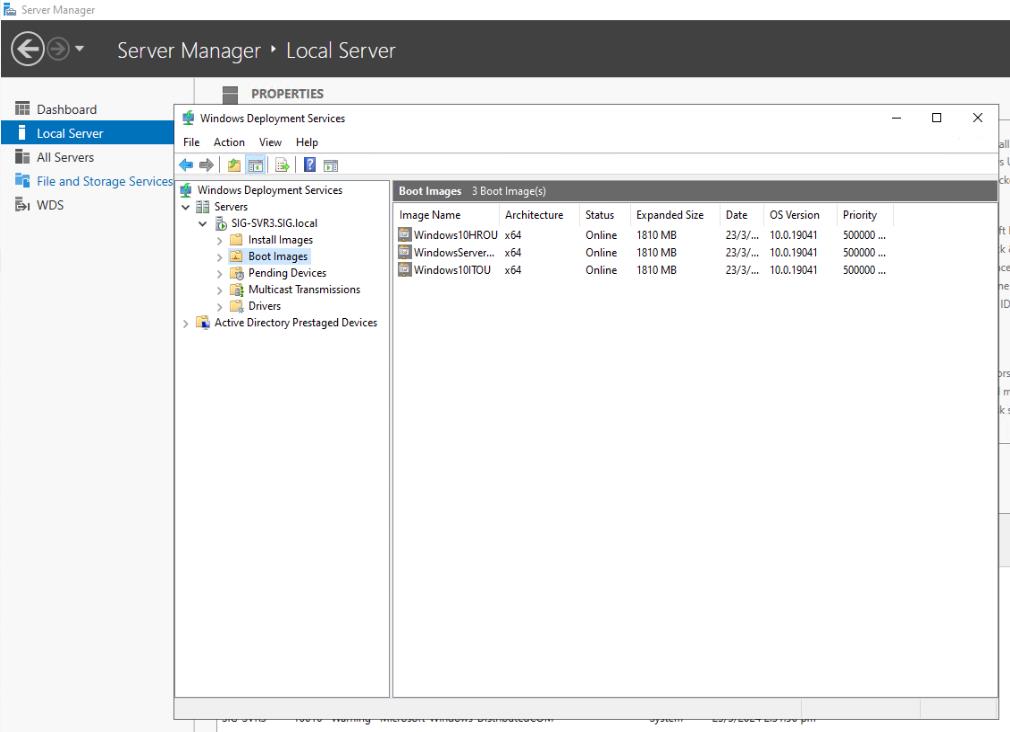 Server Manager
Server Manager • Local Server
PROPERTIES
Dashboard
Local Server
All Servers
File and Storage Services
WDS
Windows Deployment Services
File Action View Help
Windows Deployment Services
Servers
SIG-SVR3.SIG.local
Install Images
Boot Images
Pending Devices
Multicast Transmissions
Drivers
Active Directory Prestaged Devices
Boot Images 3 Boot Image(s)
Image Name Architecture Status Expanded Size Date OS Version Priority
Windows10HROU x64 Online 1810 MB 23/3/... 10.0.19041 500000 ...
WindowsServer... x64 Online 1810 MB 23/3/... 10.0.19041 500000 ...
Windows10ITOU x64 Online 1810 MB 23/3/... 10.0.19041 500000 ...